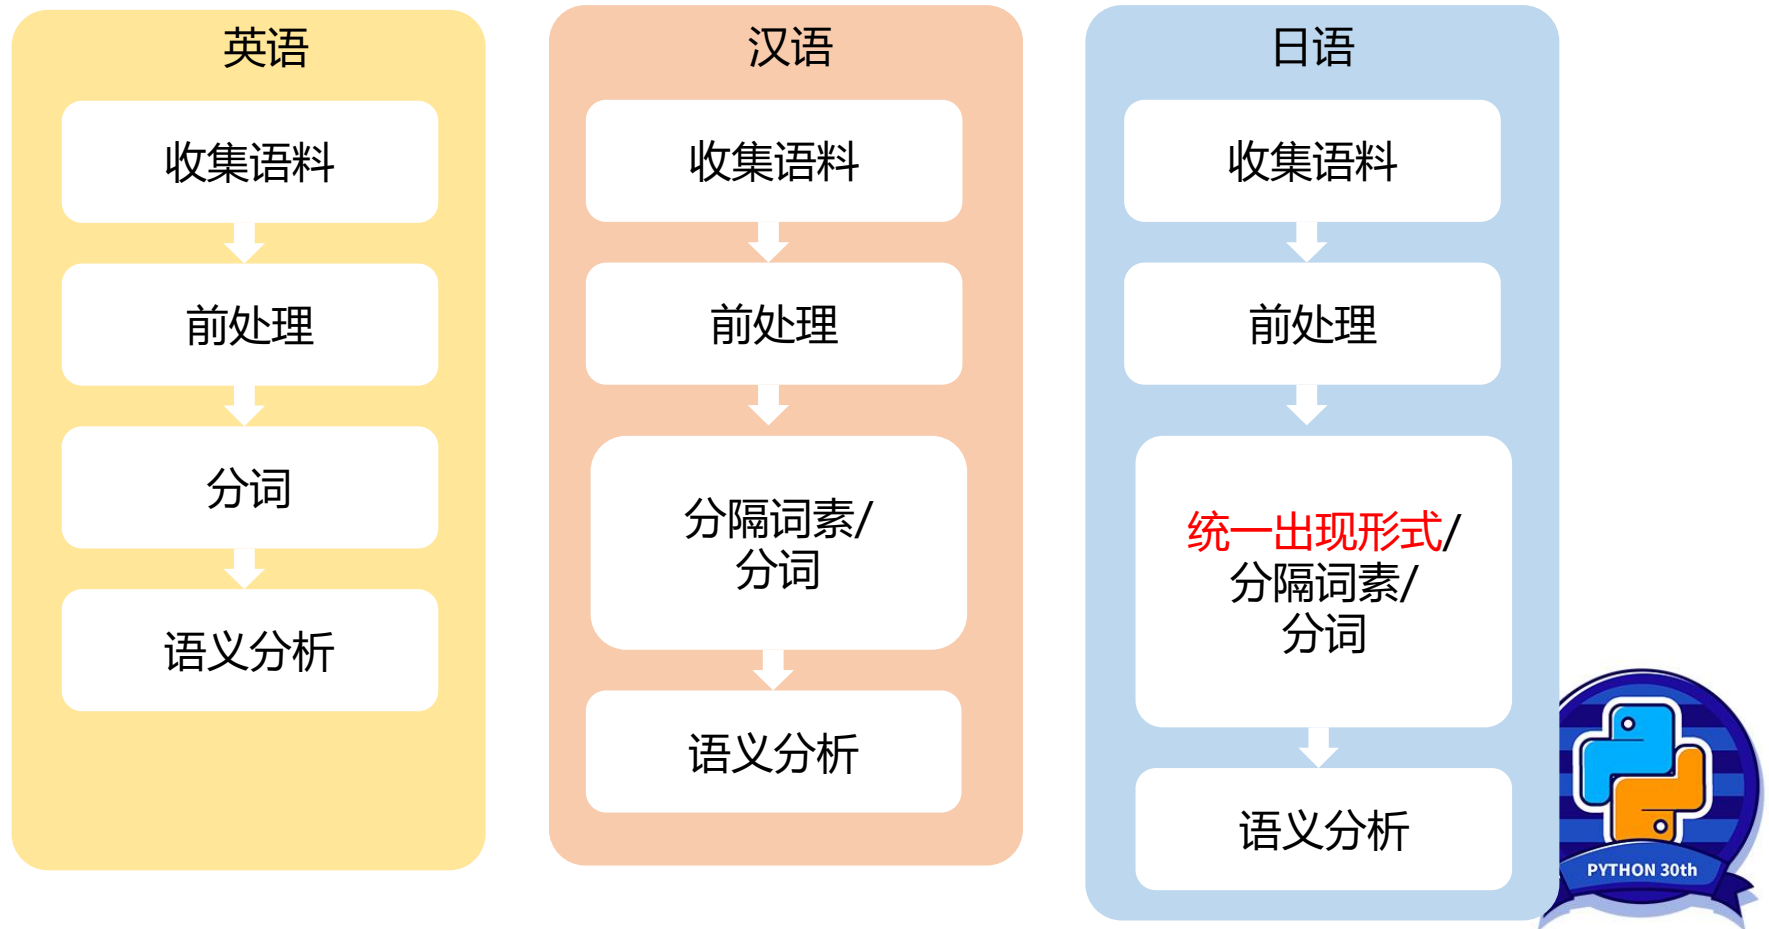 英语
收集语料
前处理
分词
语义分析
汉语
收集语料
前处理
分隔词素/
分词
语义分析
日语
收集语料
前处理
统一出现形式/
分隔词素/
分词
语义分析
PYTHON 30th